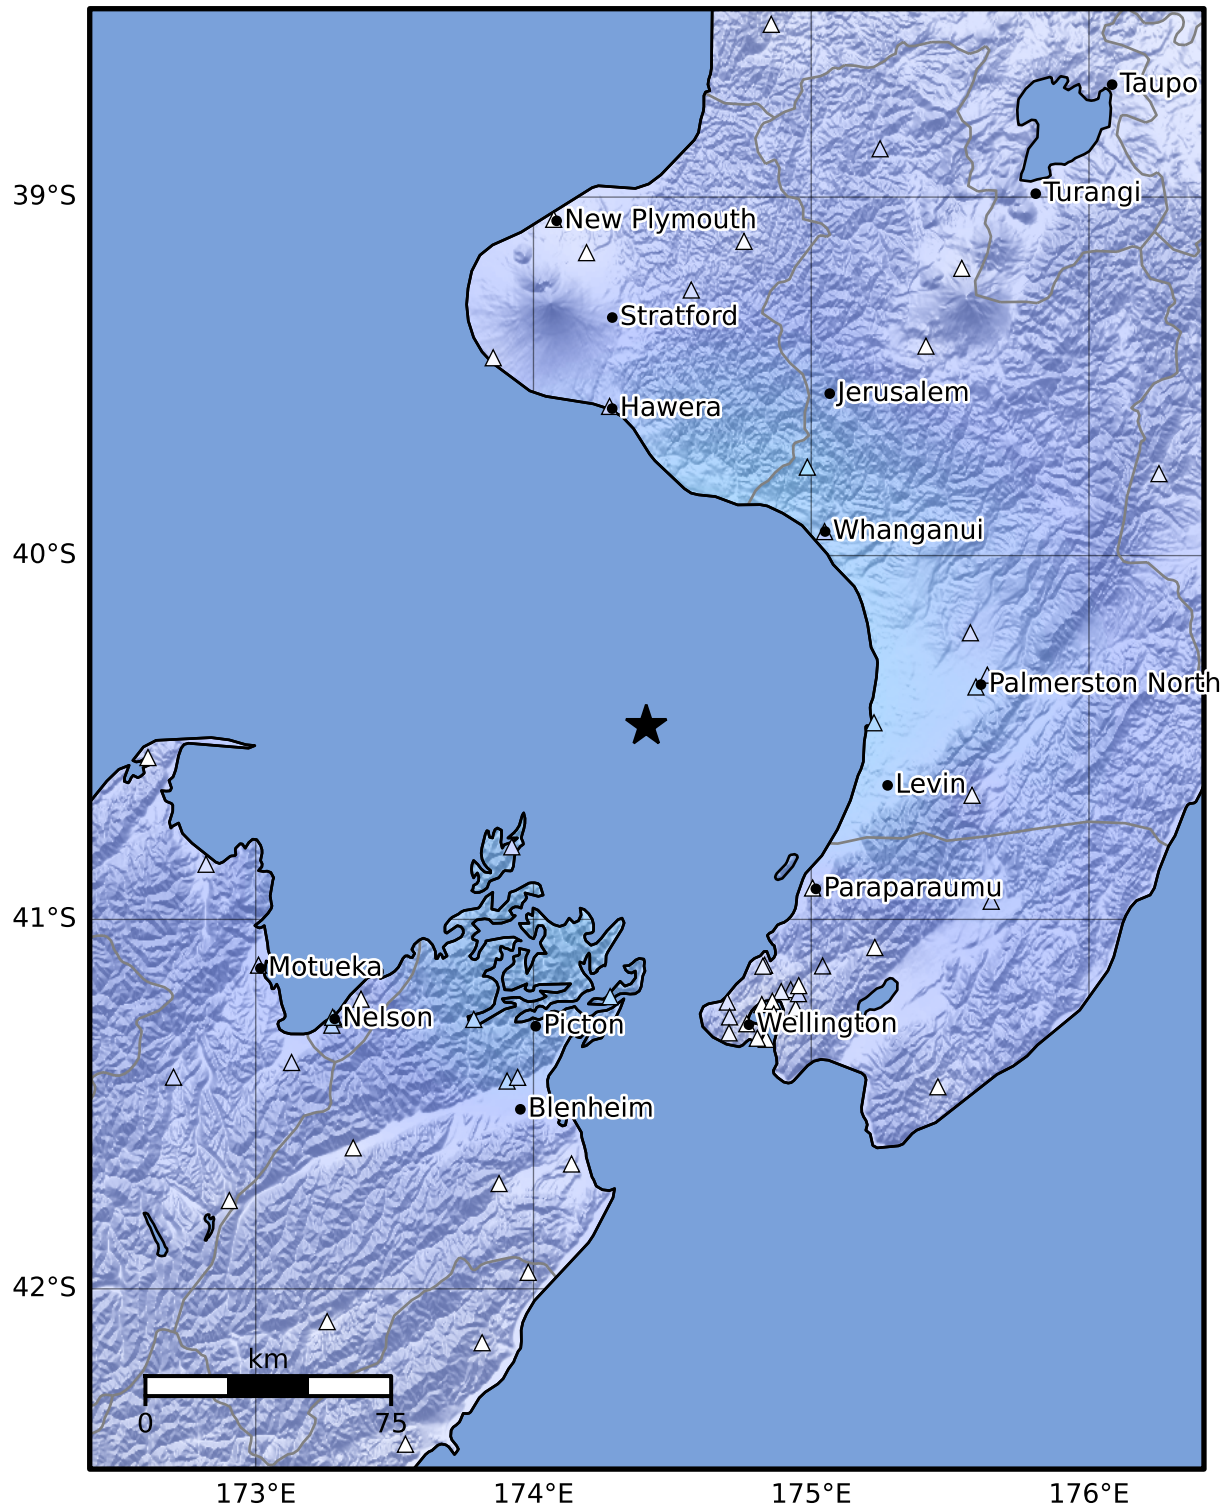 Taupo
39°S
Turangi
New Plymouth
Stratford
Jerusalem
Hawera
Whanganui
40°S
Palmerston North
Levin
Paraparaumu
41°S
Motueka
Nelson
Picton
Wellington
Blenheim
42°S
km
0 75
173°E 174°E 175°E 176°E